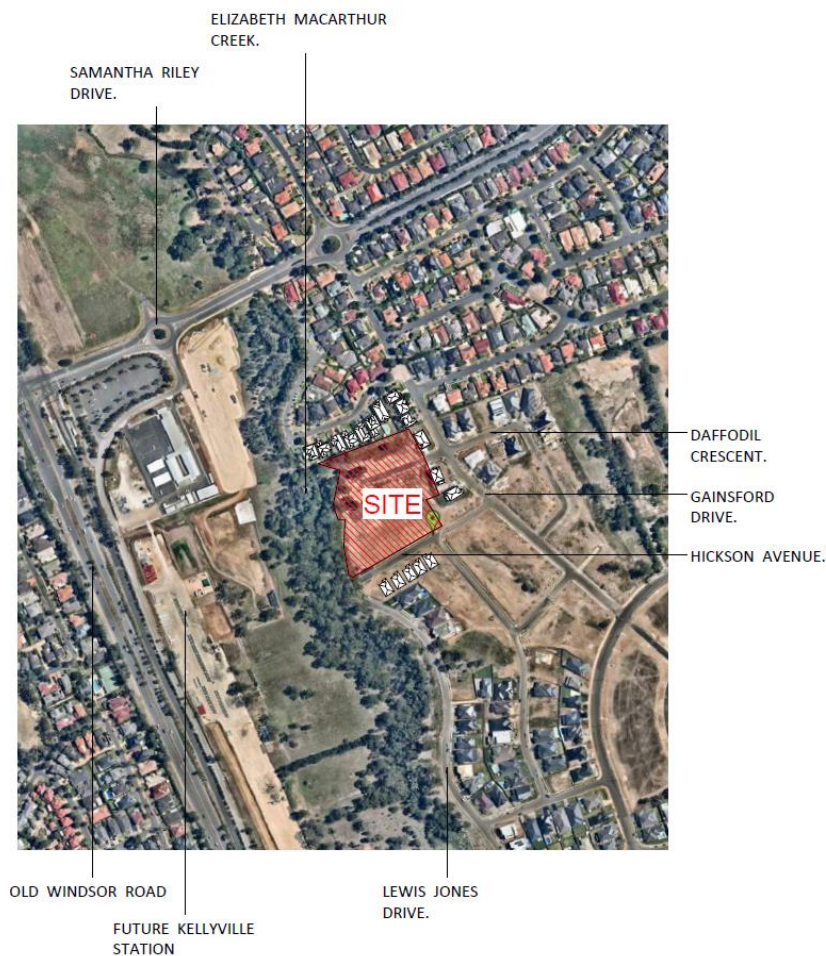 ELIZABETH MACARTHUR
CREEK.
SAMANTHA RILEY
DRIVE.
SITE
DAFFODIL
CRESCENT.
GAINSFORD
DRIVE.
HICKSON AVENUE.
OLD WINDSOR ROAD
LEWIS JONES
DRIVE.
FUTURE KELLYVILLE
STATION